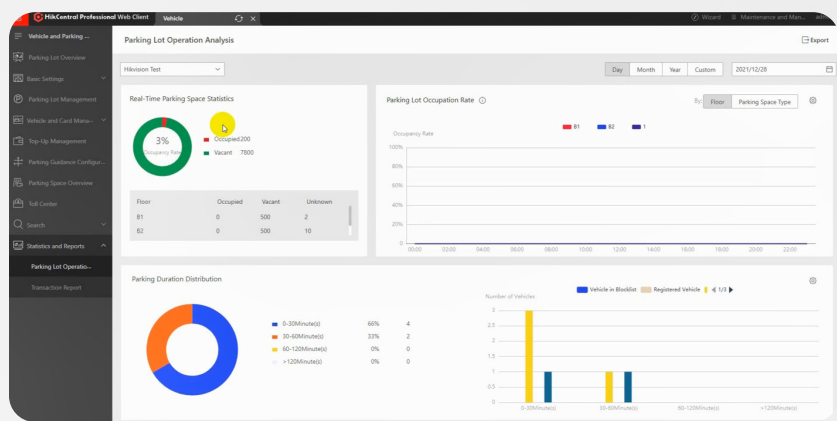 HikCentral Professional Web Client
Vehicle
Wizard
Maintenance and Man...
Vehicle and Parking ...
Parking Lot Overview
Basic Settings
Parking Lot Management
Vehicle and Card Mana...
Top-Up Management
Parking Guidance Configur...
Parking Space Overview
Toll Center
Search
Statistics and Reports
Parking Lot Operatio...
Transaction Report
Parking Lot Operation Analysis
Export
Hikvision Test
Day
Month
Year
Custom
2021/12/28
Real-Time Parking Space Statistics
3%
Occupancy Rate
Occupied 200
Vacant 7800
Floor Occupied Vacant Unknown
B1 0 500 2
B2 0 500 10
Parking Lot Occupation Rate
By: Floor Parking Space Type
B1 B2 1
Occupancy Rate
100%
80%
60%
40%
20%
0
00:00 02:00 04:00 06:00 08:00 10:00 12:00 14:00 16:00 18:00 20:00 22:00
Parking Duration Distribution
0-30Minute(s) 66% 4
30-60Minute(s) 33% 2
60-120Minute(s) 0% 0
>120Minute(s) 0% 0
Vehicle in Blocklist Registered Vehicle 1/3
Number of Vehicles
3
2.5
2
1.5
1
0.5
0
0-30Minute(s) 30-60Minute(s) 60-120Minute(s) >120Minute(s)